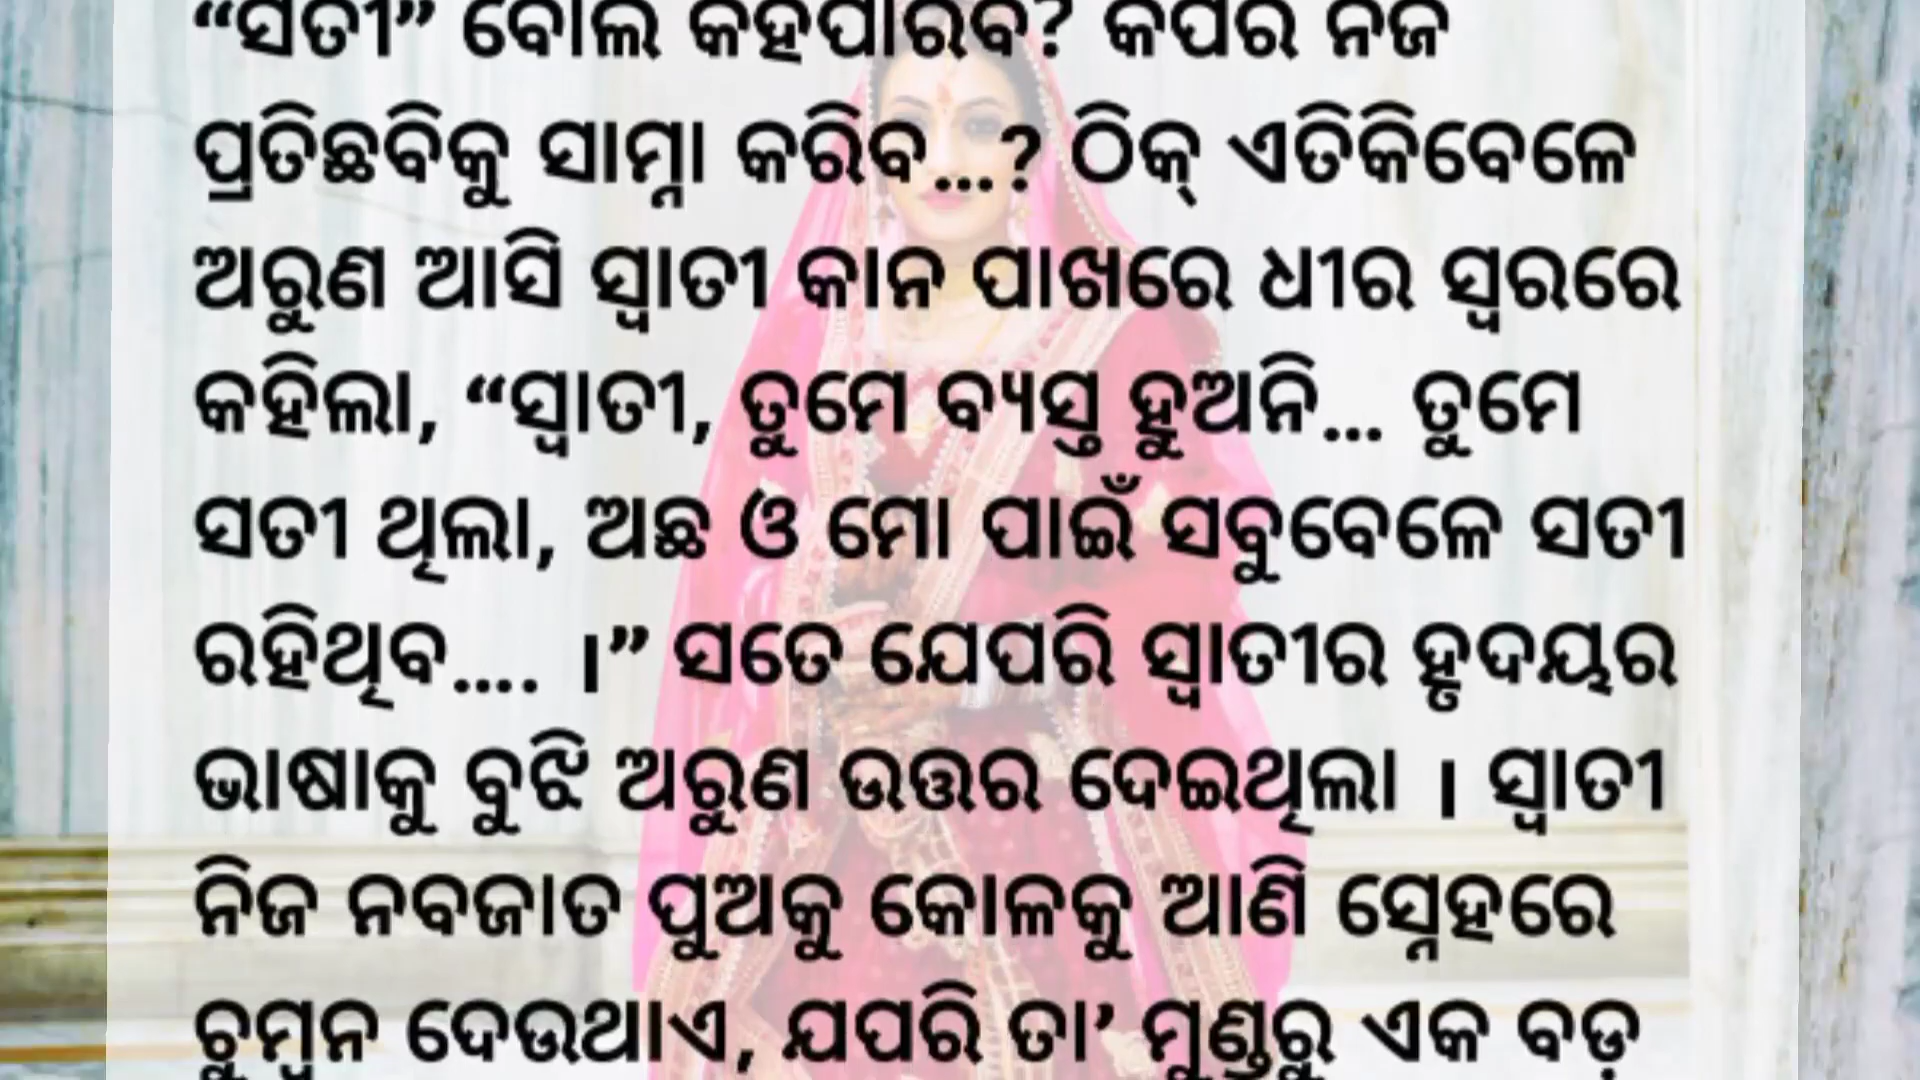 “ସତୀ” ବୋଲି କହିପାରିବ? କିପରି ନିଜ
ପ୍ରତିଛବିକୁ ସାମ୍ନା କରିବ...? ଠିକ୍ ଏତିକିବେଳେ
ଅରୁଣ ଆସି ସ୍ୱାତୀ କାନ ପାଖରେ ଧୀର ସ୍ୱରରେ
କହିଲା, “ସ୍ୱାତୀ, ତୁମେ ବ୍ୟସ୍ତ ହୁଅନି... ତୁମେ
ସତୀ ଥିଲା, ଅଛ ଓ ମୋ ପାଇଁ ସବୁବେଳେ ସତୀ
ରହିଥିବ.... ।” ସତେ ଯେପରି ସ୍ୱାତୀର ହୃଦୟର
ଭାଷାକୁ ବୁଝି ଅରୁଣ ଉତ୍ତର ଦେଇଥିଲା । ସ୍ୱାତୀ
ନିଜ ନବଜାତ ପୁଅକୁ କୋଳକୁ ଆଣି ସ୍ନେହରେ
ଚୁମ୍ବନ ଦେଉଥାଏ, ଯପରି ତା’ ମୁଣ୍ଡରୁ ଏକ ବଡ଼